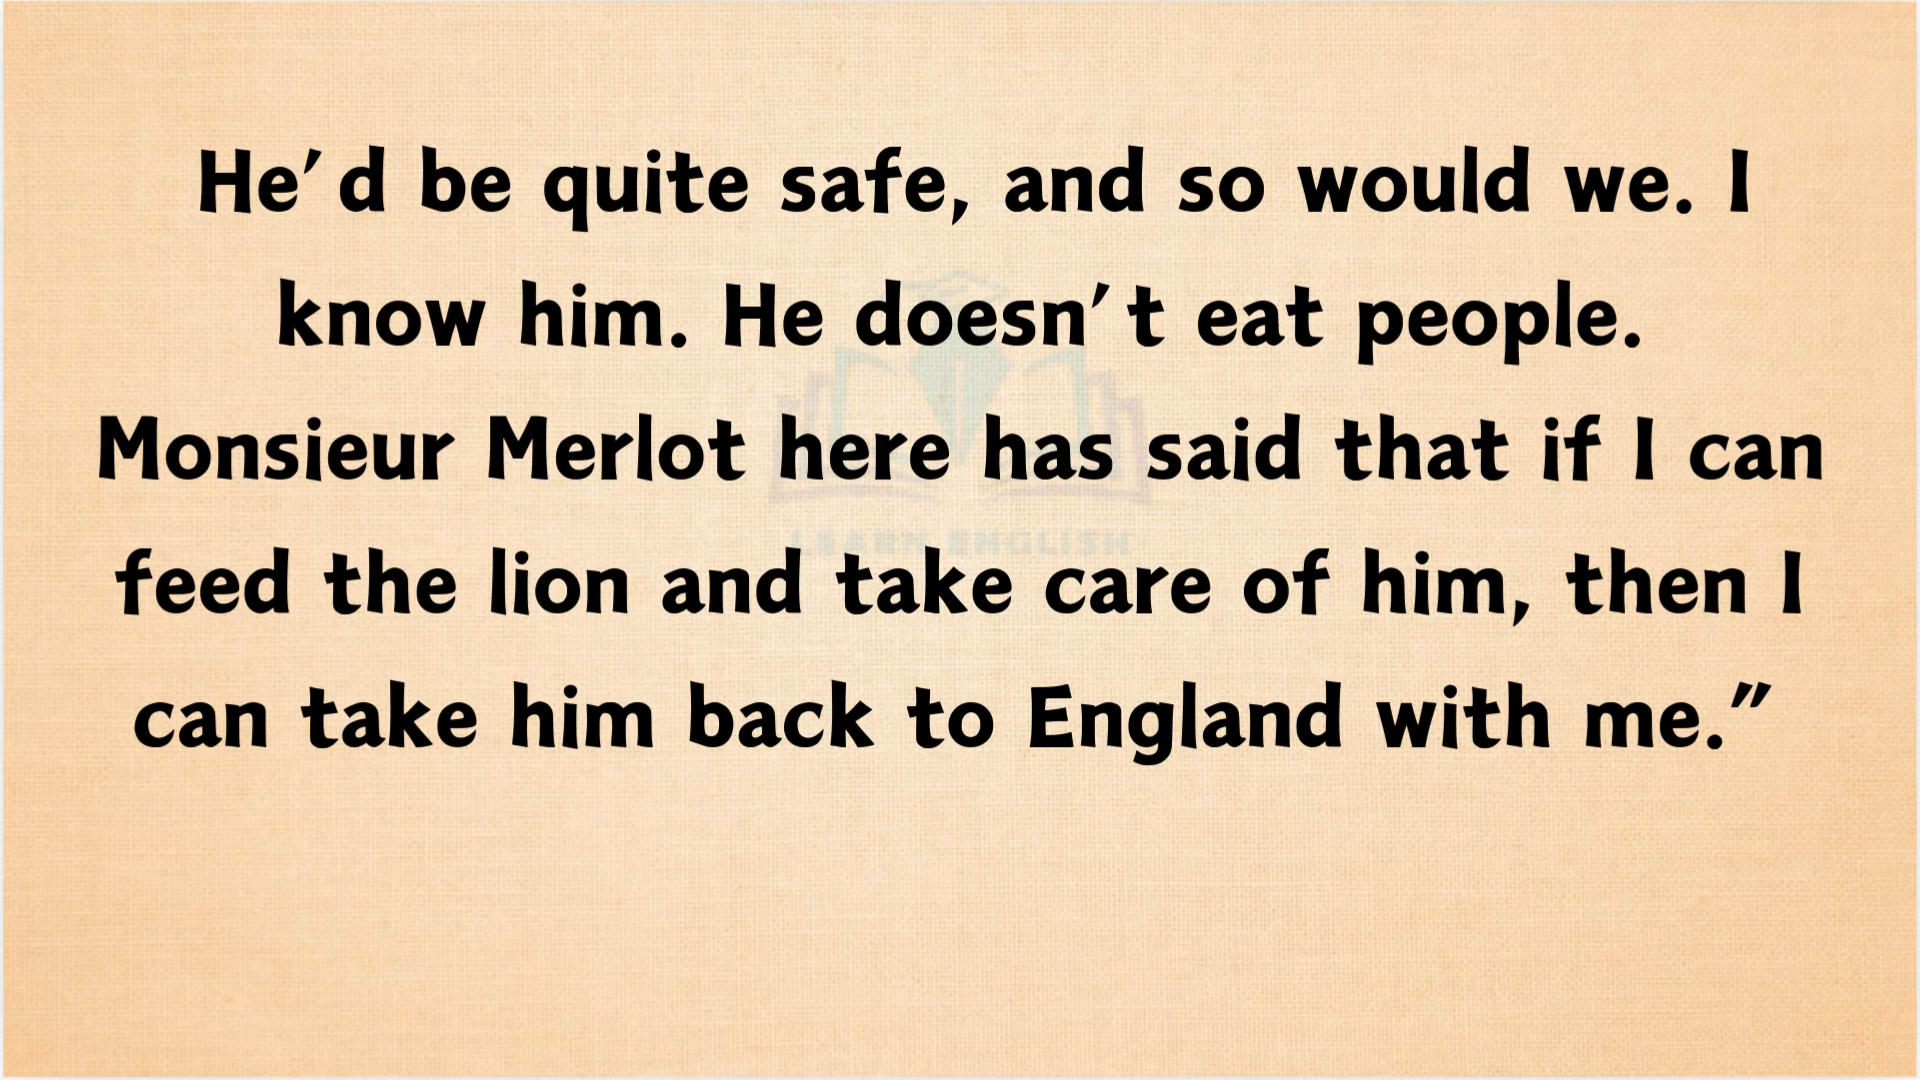 He'd be quite safe, and so would we. I
know him. He doesn't eat people.
Monsieur Merlot here has said that if I can
feed the lion and take care of him, then I
can take him back to England with me.”
LEARN ENGLISH